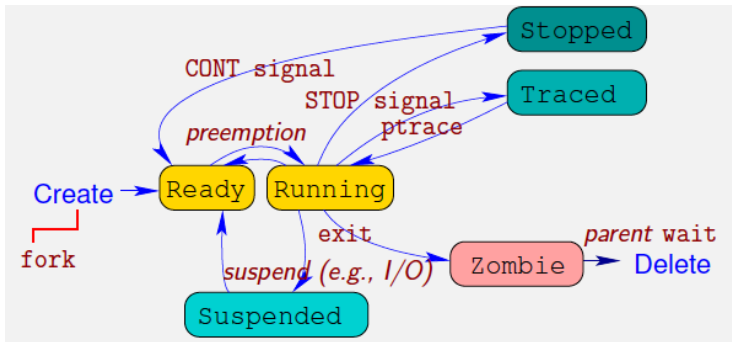 Stopped
CONT signal
STOP signal
Traced
ptrace
preemption
Create
Ready
Running
fork
exit
suspend (e.g., I/O)
Zombie
parent wait
Delete
Suspended